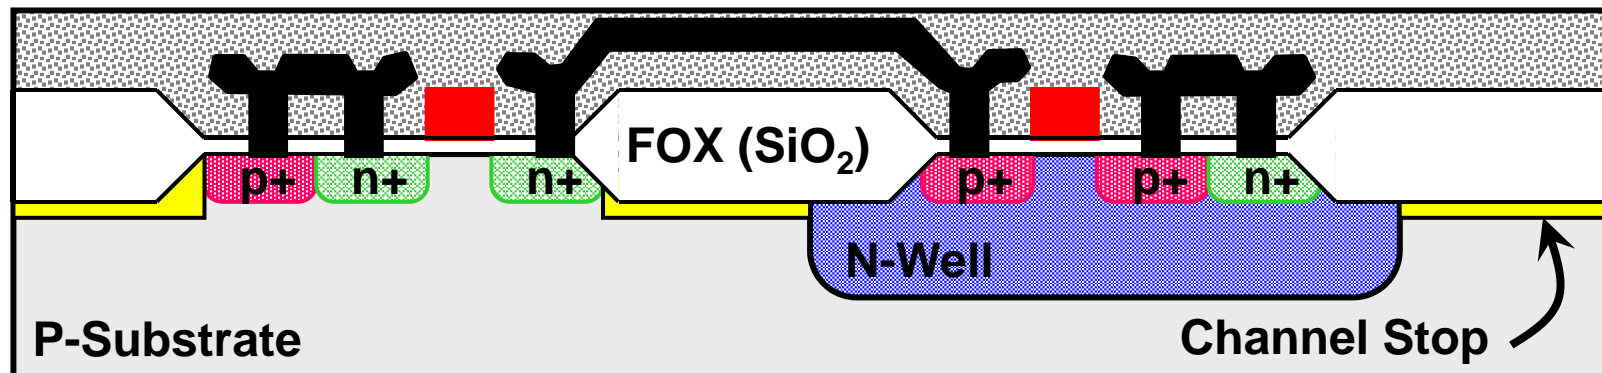 FOX (SiO₂)
p+ n+ n+ p+ p+ n+
N-Well
P-Substrate
Channel Stop